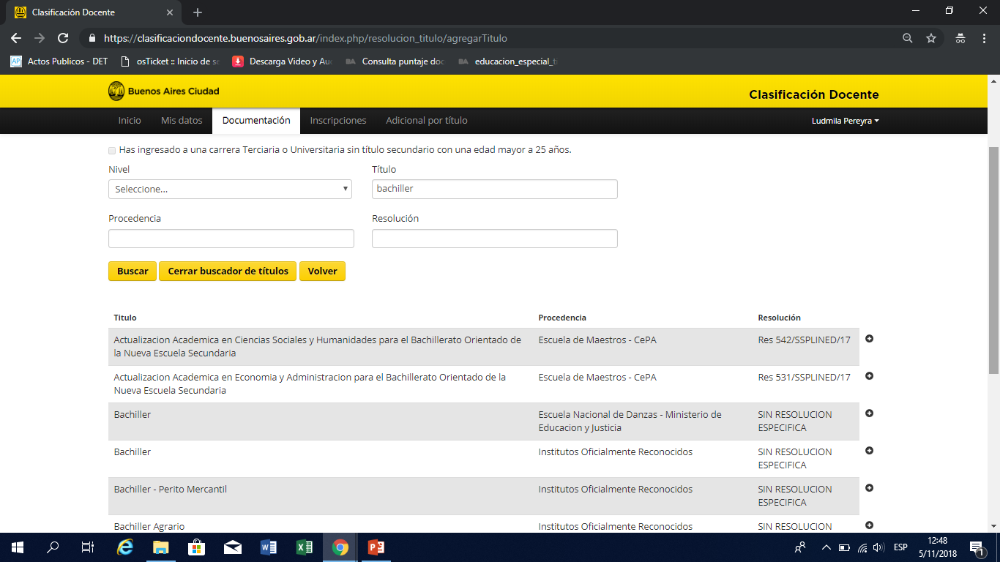 Clasificación Docente
https://clasificaciondocente.buenosaires.gob.ar/index.php/resolucion_titulo/agregarTitulo
AP Actos Publicos - DET osTicket :: Inicio de se Descarga Video y Au BA Consulta puntaje doc BA educacion_especial_ti
Buenos Aires Ciudad
Clasificación Docente
Inicio Mis datos Documentación Inscripciones Adicional por título Ludmila Pereyra
Has ingresado a una carrera Terciaria o Universitaria sin título secundario con una edad mayor a 25 años.
Nivel Título
Seleccione... bachiller
Procedencia Resolución
Buscar Cerrar buscador de títulos Volver
Titulo Procedencia Resolución
Actualizacion Academica en Ciencias Sociales y Humanidades para el Bachillerato Orientado de Escuela de Maestros - CePA Res 542/SSPLINED/17
la Nueva Escuela Secundaria
Actualizacion Academica en Economia y Administracion para el Bachillerato Orientado de la Escuela de Maestros - CePA Res 531/SSPLINED/17
Nueva Escuela Secundaria
Bachiller Escuela Nacional de Danzas - Ministerio de SIN RESOLUCION
Educacion y Justicia ESPECIFICA
Bachiller Institutos Oficialmente Reconocidos SIN RESOLUCION
ESPECIFICA
Bachiller - Perito Mercantil Institutos Oficialmente Reconocidos SIN RESOLUCION
ESPECIFICA
Bachiller Agrario Institutos Oficialmente Reconocidos SIN RESOLUCION
ESP 12:48
5/11/2018 1